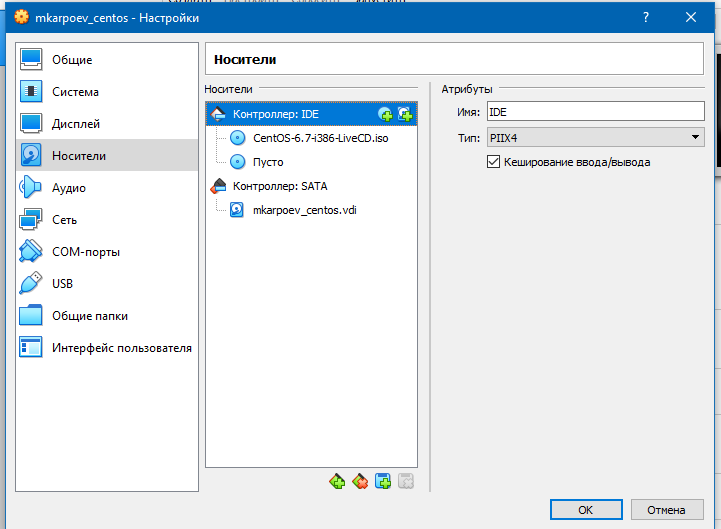 mkarpoev_centos - Настройки
Общие
Система
Дисплей
Носители
Аудио
Сеть
COM-порты
USB
Общие папки
Интерфейс пользователя
Носители
Носители
Контроллер: IDE
CentOS-6.7-i386-LiveCD.iso
Пусто
Контроллер: SATA
mkarpoev_centos.vdi
Атрибуты
Имя: IDE
Тип: PIIX4
Кеширование ввода/вывода
OK
Отмена